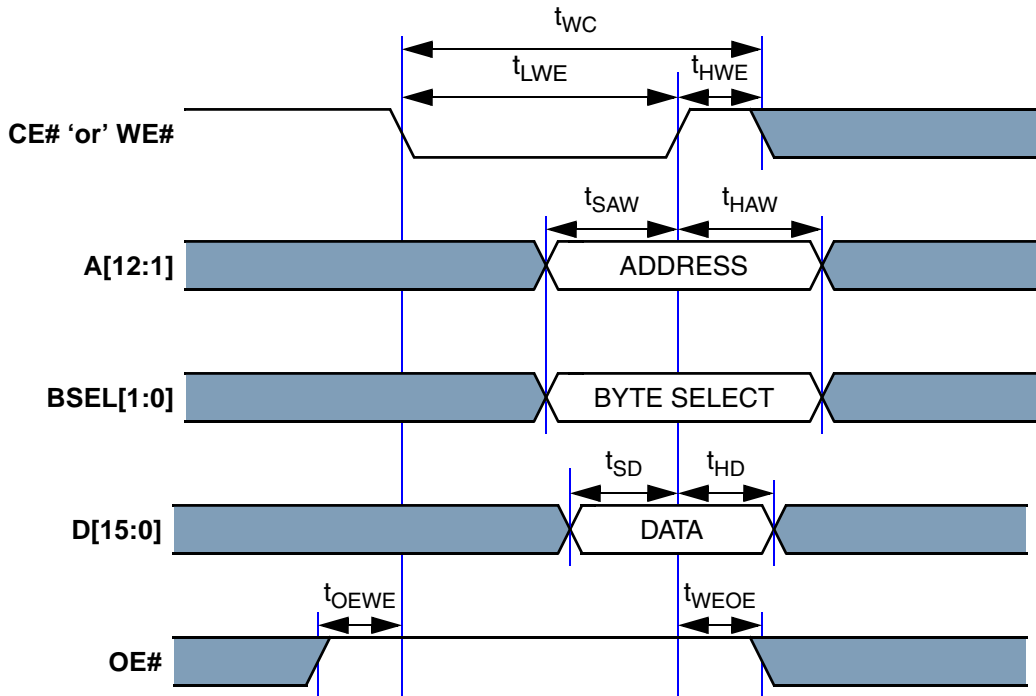 tWC
tLWE tHWE
CE# ‘or’ WE#
tSAW tHAW
A[12:1] ADDRESS
BSEL[1:0] BYTE SELECT
tSD tHD
D[15:0] DATA
tOEWE tWEOE
OE#